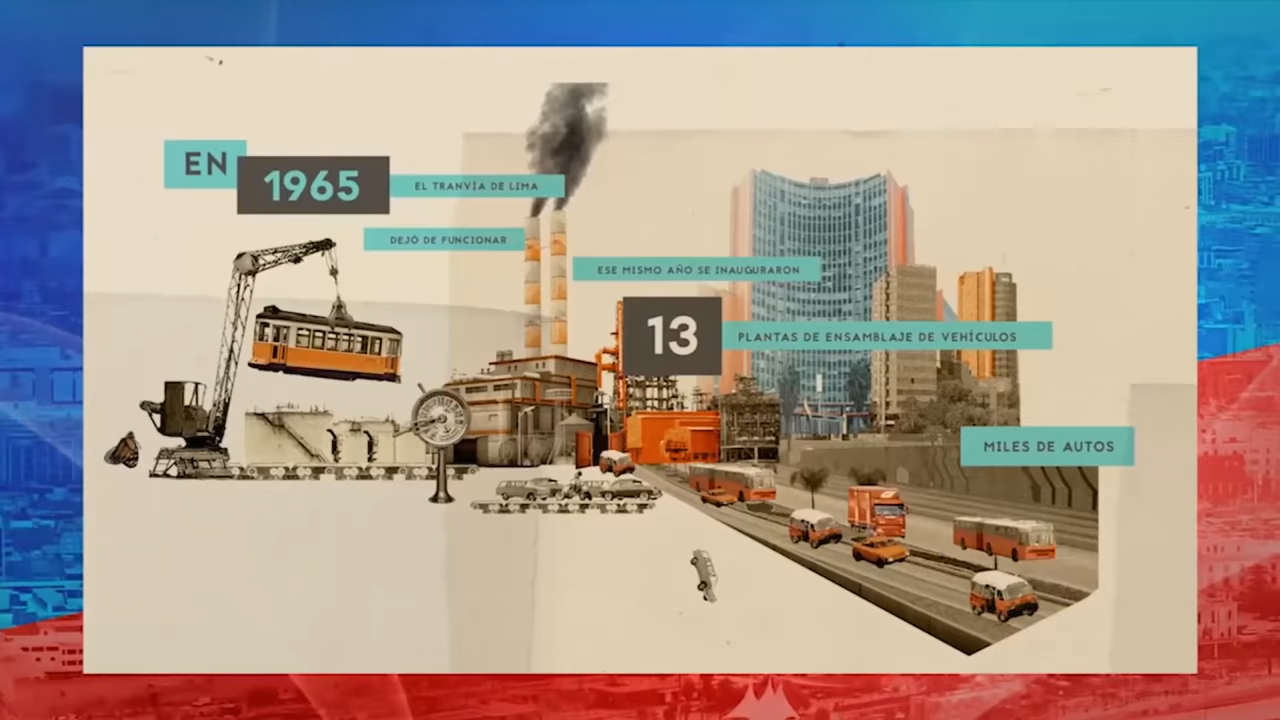 EN
1965
EL TRANVÍA DE LIMA
DEJÓ DE FUNCIONAR
ESE MISMO AÑO SE INAUGURARON
13
PLANTAS DE ENSAMBLAJE DE VEHÍCULOS
MILES DE AUTOS